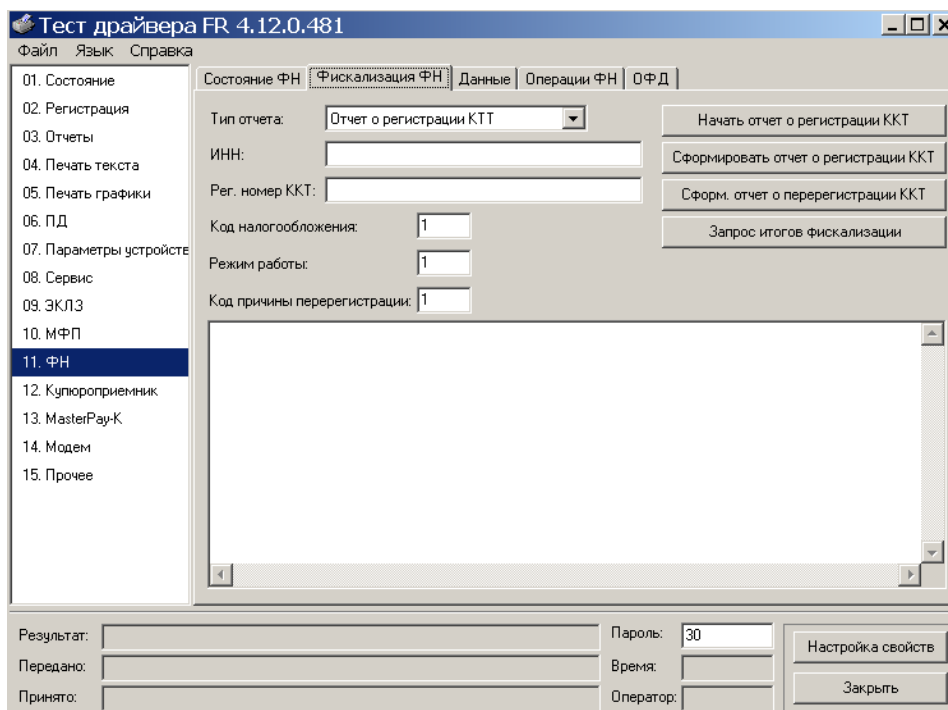 Тест драйвера FR 4.12.0.481
Файл Язык Справка
01. Состояние
02. Регистрация
03. Отчеты
04. Печать текста
05. Печать графики
06. ПД
07. Параметры устройств
08. Сервис
09. ЭКЛЗ
10. МФП
11. ФН
12. Купюроприемник
13. MasterPay-K
14. Модем
15. Прочее
Состояние ФН Фискализация ФН Данные Операции ФН ОФД
Тип отчета: Отчет о регистрации КТТ
ИНН:
Рег. номер ККТ:
Код налогообложения: 1
Режим работы: 1
Код причины перерегистрации: 1
Начать отчет о регистрации ККТ
Сформировать отчет о регистрации ККТ
Сформ. отчет о перерегистрации ККТ
Запрос итогов фискализации
Результат:
Передано:
Принято:
Пароль: 30
Время:
Оператор:
Настройка свойств
Закрыть